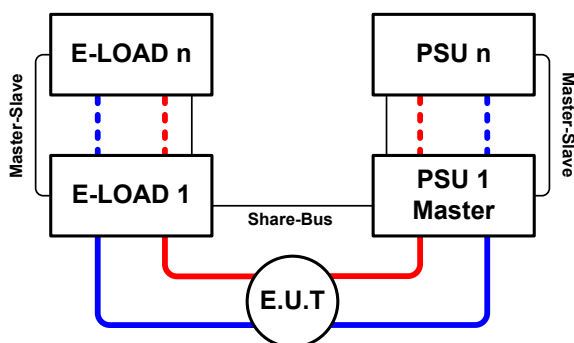 E-LOAD n
PSU n
Master-Slave
Master-Slave
E-LOAD 1
PSU 1
Master
Share-Bus
E.U.T